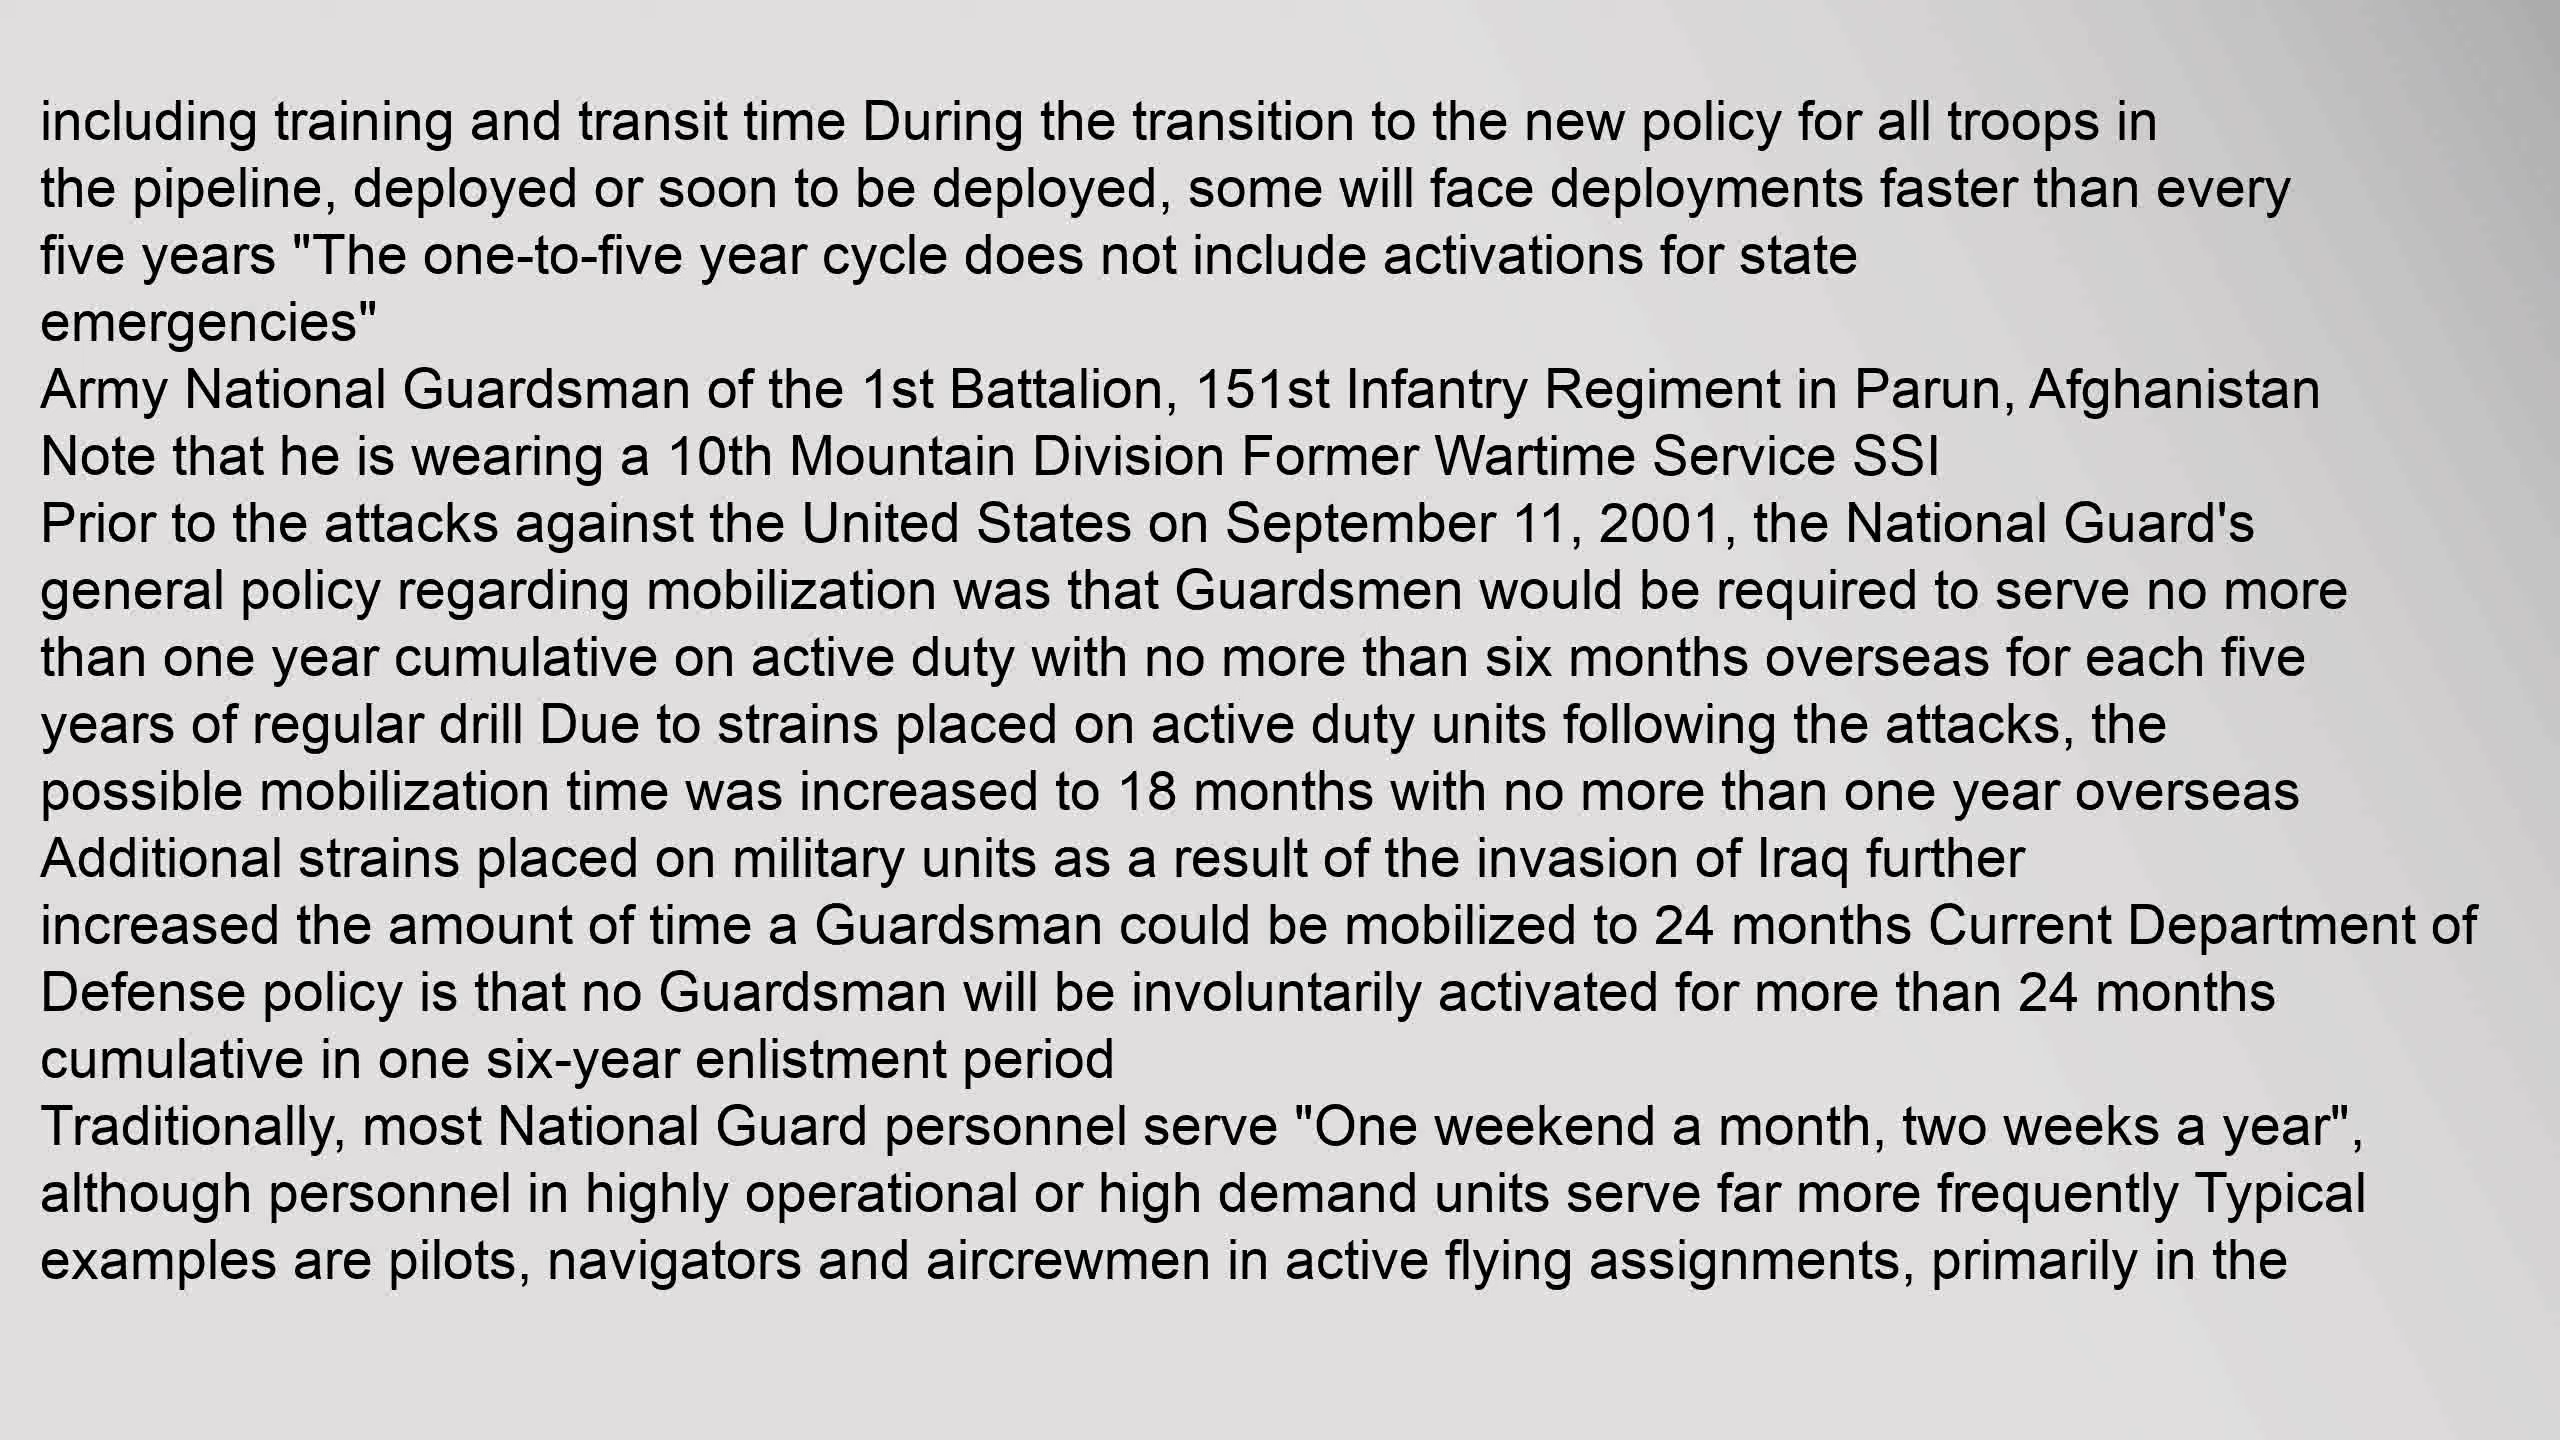 including training and transit time During the transition to the new policy for all troops in
the pipeline, deployed or soon to be deployed, some will face deployments faster than every
five years "The one-to-five year cycle does not include activations for state
emergencies"
Army National Guardsman of the 1st Battalion, 151st Infantry Regiment in Parun, Afghanistan
Note that he is wearing a 10th Mountain Division Former Wartime Service SSI
Prior to the attacks against the United States on September 11, 2001, the National Guard's
general policy regarding mobilization was that Guardsmen would be required to serve no more
than one year cumulative on active duty with no more than six months overseas for each five
years of regular drill Due to strains placed on active duty units following the attacks, the
possible mobilization time was increased to 18 months with no more than one year overseas
Additional strains placed on military units as a result of the invasion of Iraq further
increased the amount of time a Guardsman could be mobilized to 24 months Current Department of
Defense policy is that no Guardsman will be involuntarily activated for more than 24 months
cumulative in one six-year enlistment period
Traditionally, most National Guard personnel serve "One weekend a month, two weeks a year",
although personnel in highly operational or high demand units serve far more frequently Typical
examples are pilots, navigators and aircrewmen in active flying assignments, primarily in the